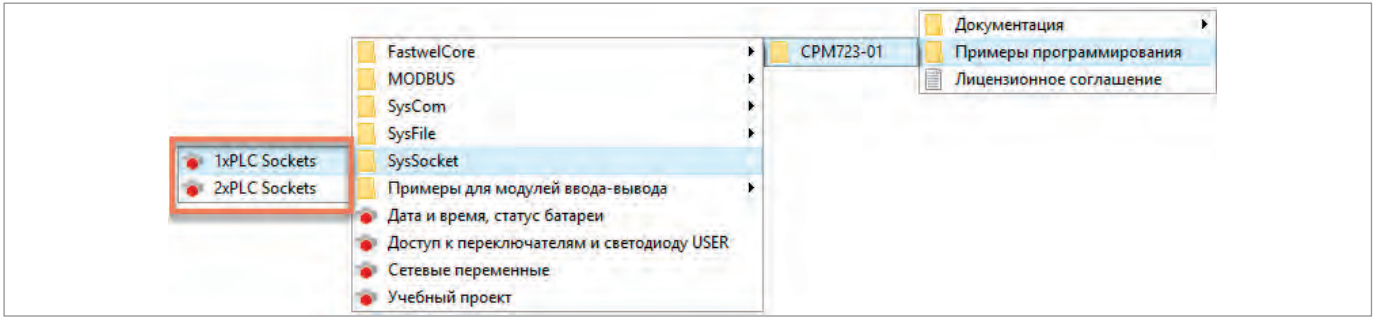 Документация
Примеры программирования
Лицензионное соглашение
CPM723-01
FastwelCore
MODBUS
SysCom
SysFile
SysSocket
Примеры для модулей ввода-вывода
Дата и время, статус батареи
Доступ к переключателям и светодиоду USER
Сетевые переменные
Учебный проект
1xPLC Sockets
2xPLC Sockets